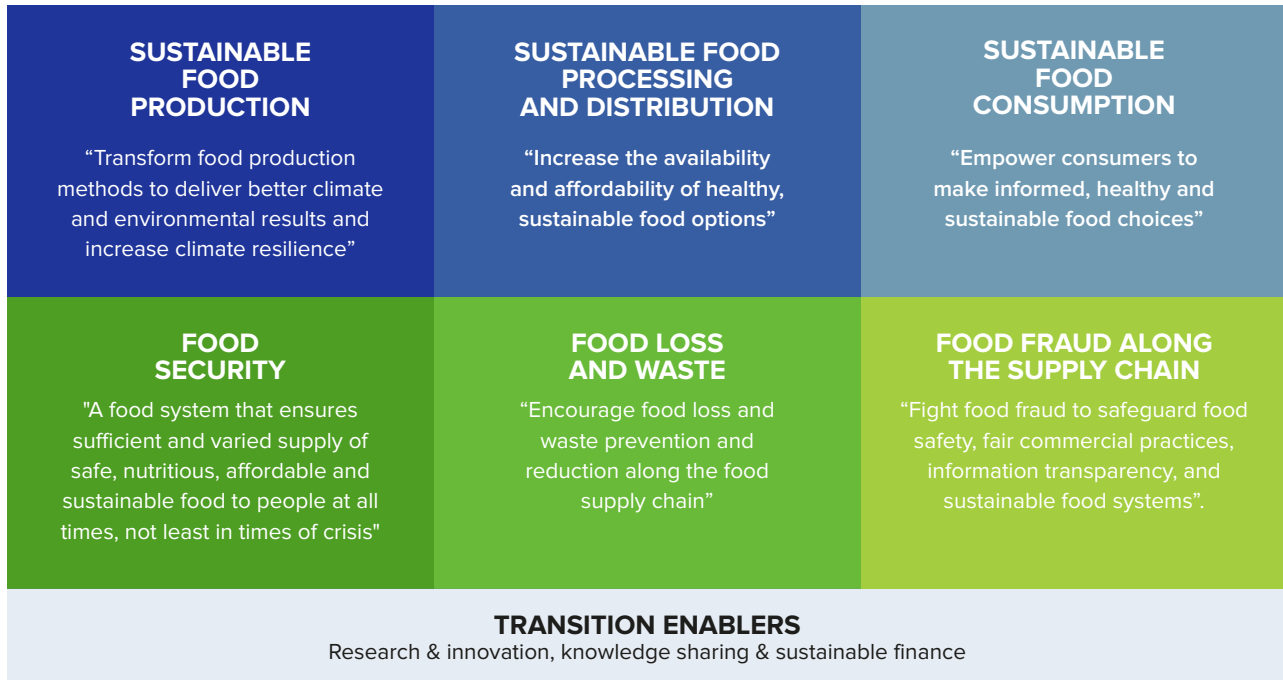 SUSTAINABLE
FOOD
PRODUCTION
“Transform food production
methods to deliver better climate
and environmental results and
increase climate resilience”
SUSTAINABLE FOOD
PROCESSING
AND DISTRIBUTION
“Increase the availability
and affordability of healthy,
sustainable food options”
SUSTAINABLE
FOOD
CONSUMPTION
“Empower consumers to
make informed, healthy and
sustainable food choices”
FOOD
SECURITY
"A food system that ensures
sufficient and varied supply of
safe, nutritious, affordable and
sustainable food to people at all
times, not least in times of crisis"
FOOD LOSS
AND WASTE
“Encourage food loss and
waste prevention and
reduction along the food
supply chain”
FOOD FRAUD ALONG
THE SUPPLY CHAIN
“Fight food fraud to safeguard food
safety, fair commercial practices,
information transparency, and
sustainable food systems”.
TRANSITION ENABLERS
Research & innovation, knowledge sharing & sustainable finance